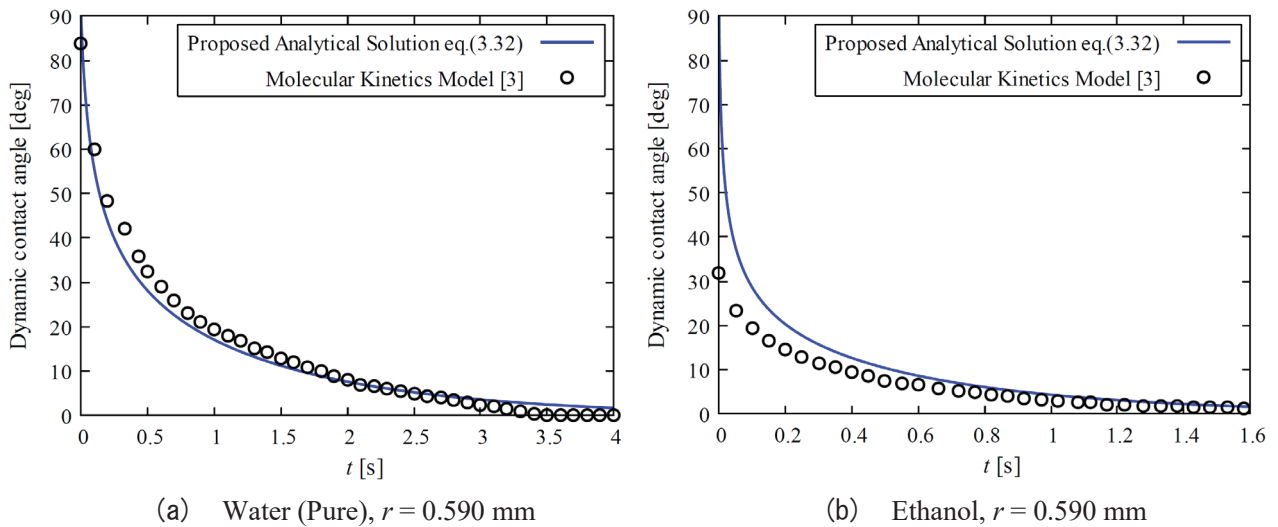 90
80
70
60
50
40
30
20
10
0
Dynamic contact angle [deg]
Proposed Analytical Solution eq.(3.32)
Molecular Kinetics Model [3]
0 0.5 1 1.5 2 2.5 3 3.5 4
t [s]
(a) Water (Pure), r = 0.590 mm
90
80
70
60
50
40
30
20
10
0
Dynamic contact angle [deg]
Proposed Analytical Solution eq.(3.32)
Molecular Kinetics Model [3]
0 0.2 0.4 0.6 0.8 1 1.2 1.4 1.6
t [s]
(b) Ethanol, r = 0.590 mm